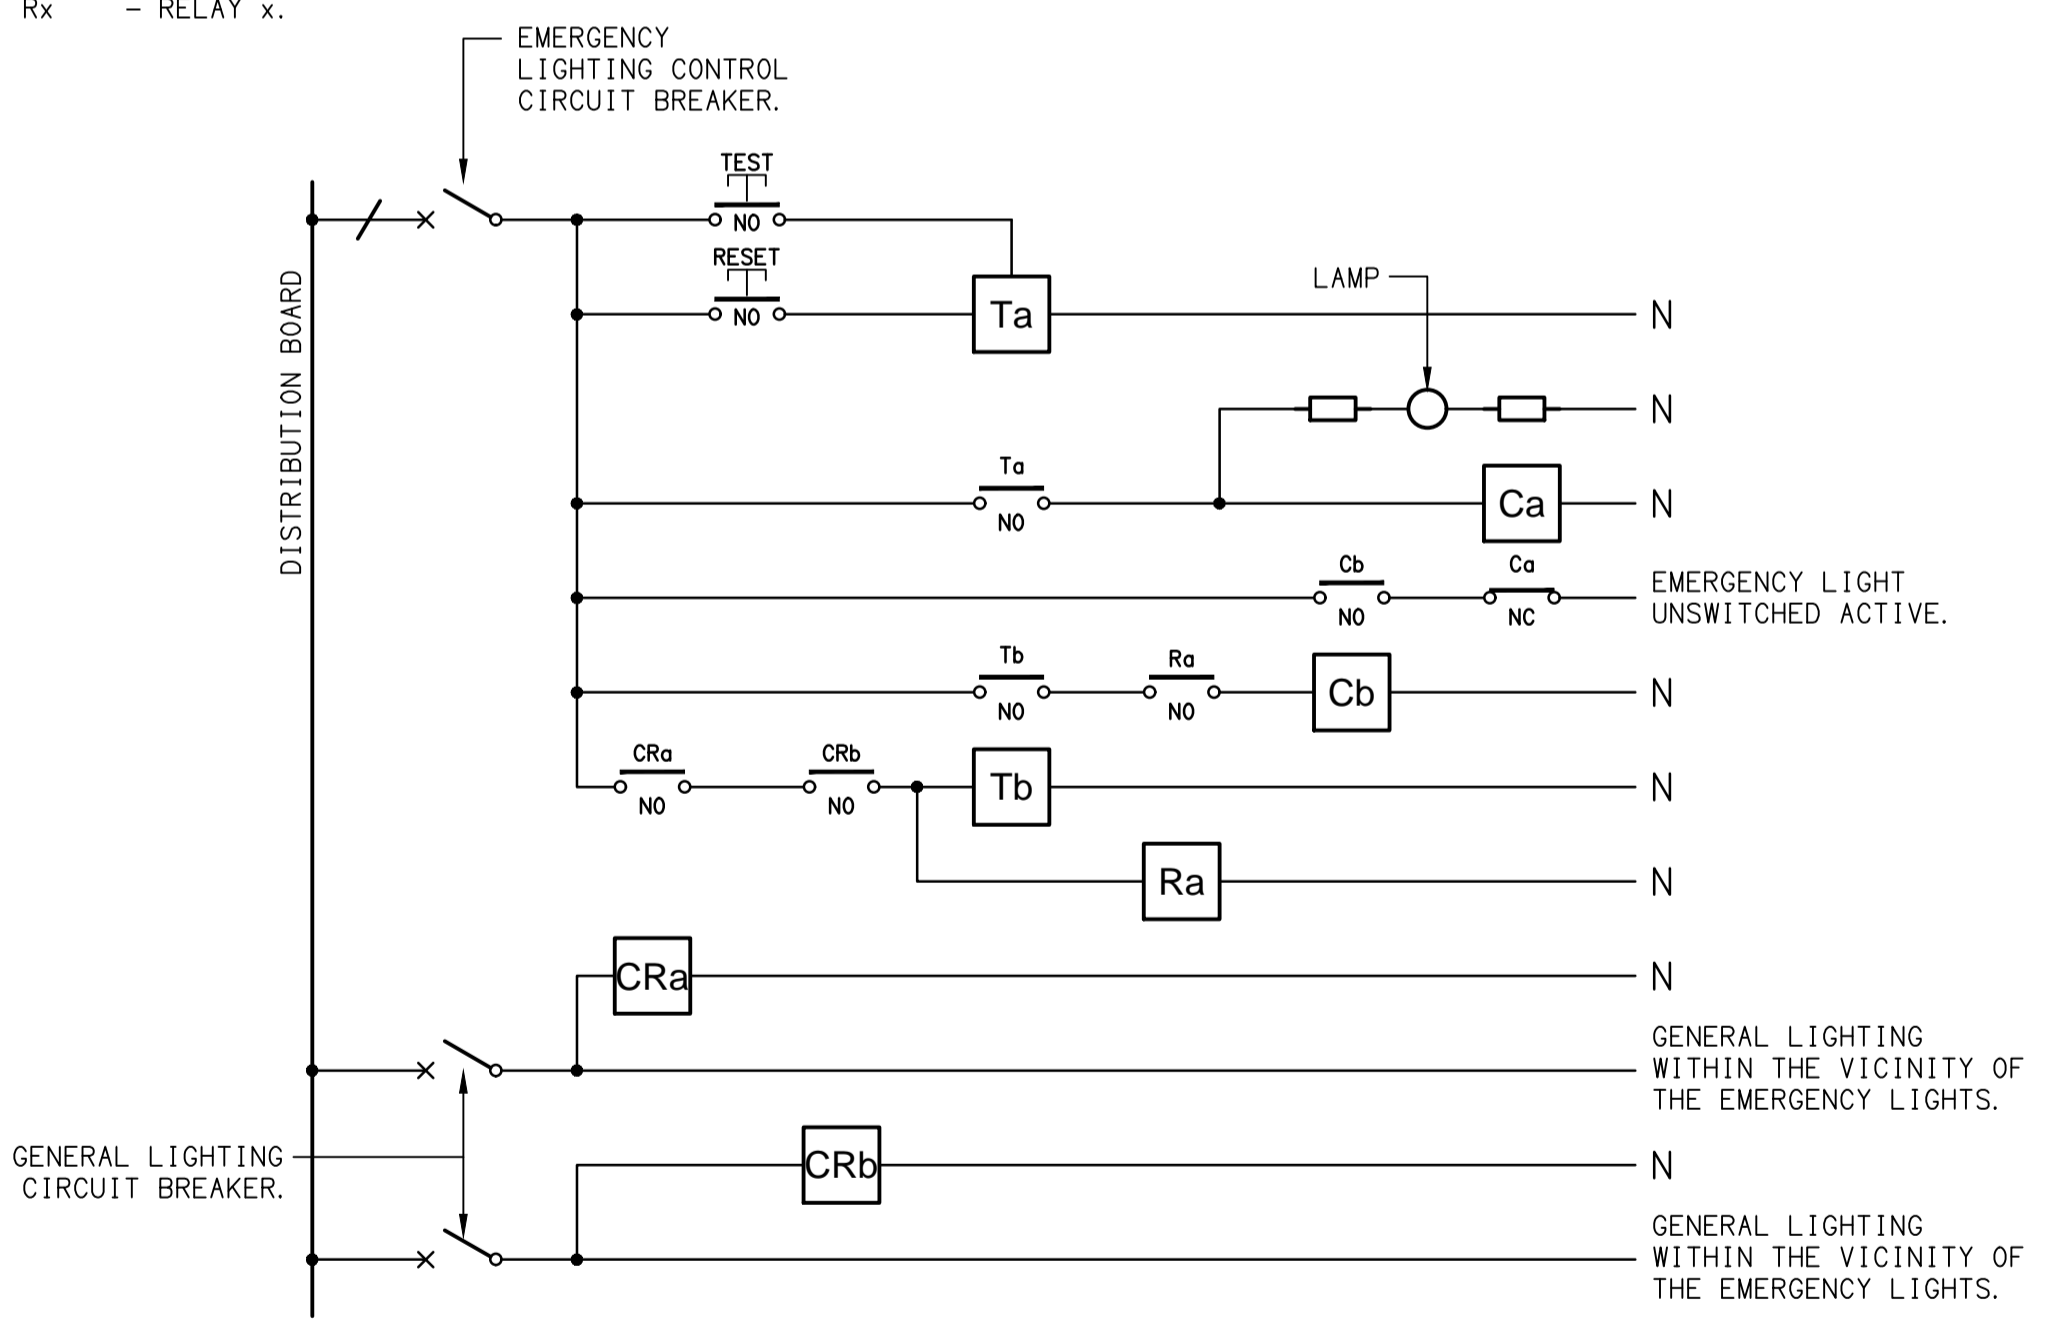 Rx – RELAY x.
EMERGENCY
LIGHTING CONTROL
CIRCUIT BREAKER.
TEST
NO
RESET
NO
DISTRIBUTION BOARD
Ta
N
LAMP
N
Ta
NO
Ca
N
Cb
NO
Ca
NC
EMERGENCY LIGHT
UNSWITCHED ACTIVE.
Tb
NO
Ra
NO
Cb
N
CRa
NO
CRb
NO
Tb
N
Ra
N
CRa
N
GENERAL LIGHTING
WITHIN THE VICINITY OF
THE EMERGENCY LIGHTS.
GENERAL LIGHTING
CIRCUIT BREAKER.
CRb
N
GENERAL LIGHTING
WITHIN THE VICINITY OF
THE EMERGENCY LIGHTS.